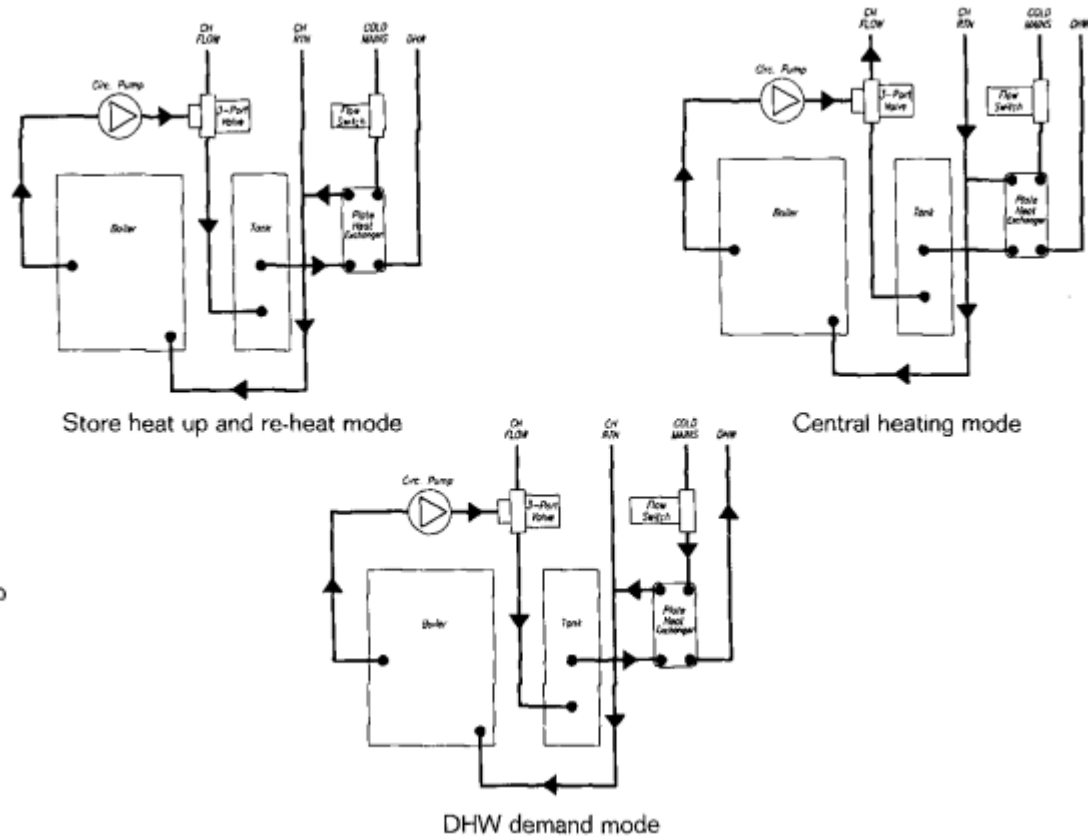 CH
FLOW
CH
RTN
COLD
MAINS
DHW
Circ. Pump
3-Port
Valve
Flow
Switch
Boiler
Tank
Plate
Heat
Exchanger
Store heat up and re-heat mode
CH
FLOW
CH
RTN
COLD
MAINS
DHW
Circ. Pump
3-Port
Valve
Flow
Switch
Boiler
Tank
Plate
Heat
Exchanger
Central heating mode
CH
FLOW
CH
RTN
COLD
MAINS
DHW
Circ. Pump
3-Port
Valve
Flow
Switch
Boiler
Tank
Plate
Heat
Exchanger
DHW demand mode